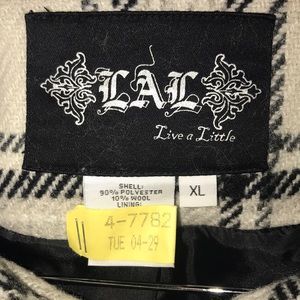 LAL
Live a Little
SHELL:
90% POLYESTER
10% WOOL
LINING:
XL
4-7782
TUE 04-29